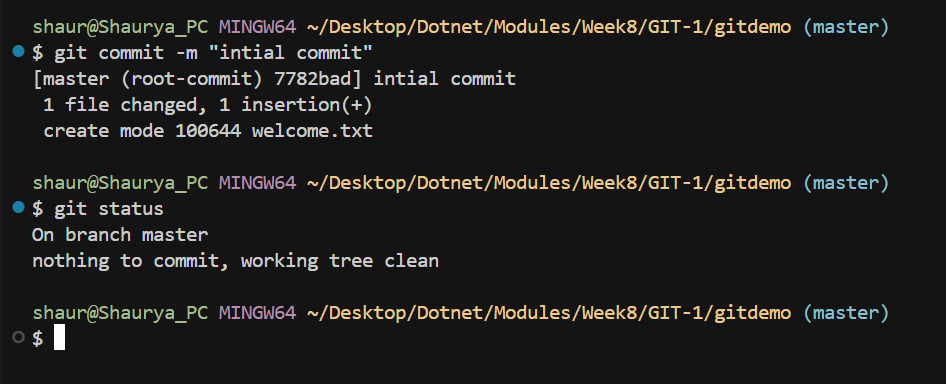 shaur@Shaurya_PC MINGW64 ~/Desktop/Dotnet/Modules/Week8/GIT-1/gitdemo (master)
$ git commit -m "intial commit"
[master (root-commit) 7782bad] intial commit
 1 file changed, 1 insertion(+)
 create mode 100644 welcome.txt
shaur@Shaurya_PC MINGW64 ~/Desktop/Dotnet/Modules/Week8/GIT-1/gitdemo (master)
$ git status
On branch master
nothing to commit, working tree clean
shaur@Shaurya_PC MINGW64 ~/Desktop/Dotnet/Modules/Week8/GIT-1/gitdemo (master)
$